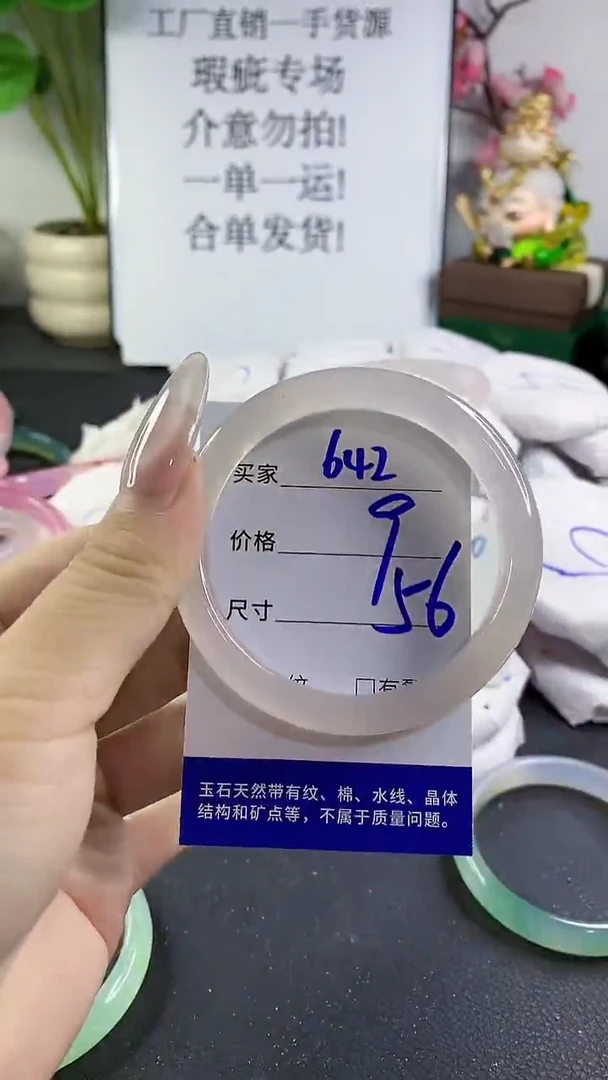 工厂直销一手货源
瑕疵专场
介意勿拍!
一单一运!
合单发货!
买家 642
价格 9
尺寸 56
玉石天然带有纹、棉、水线、晶体
结构和矿点等，不属于质量问题。